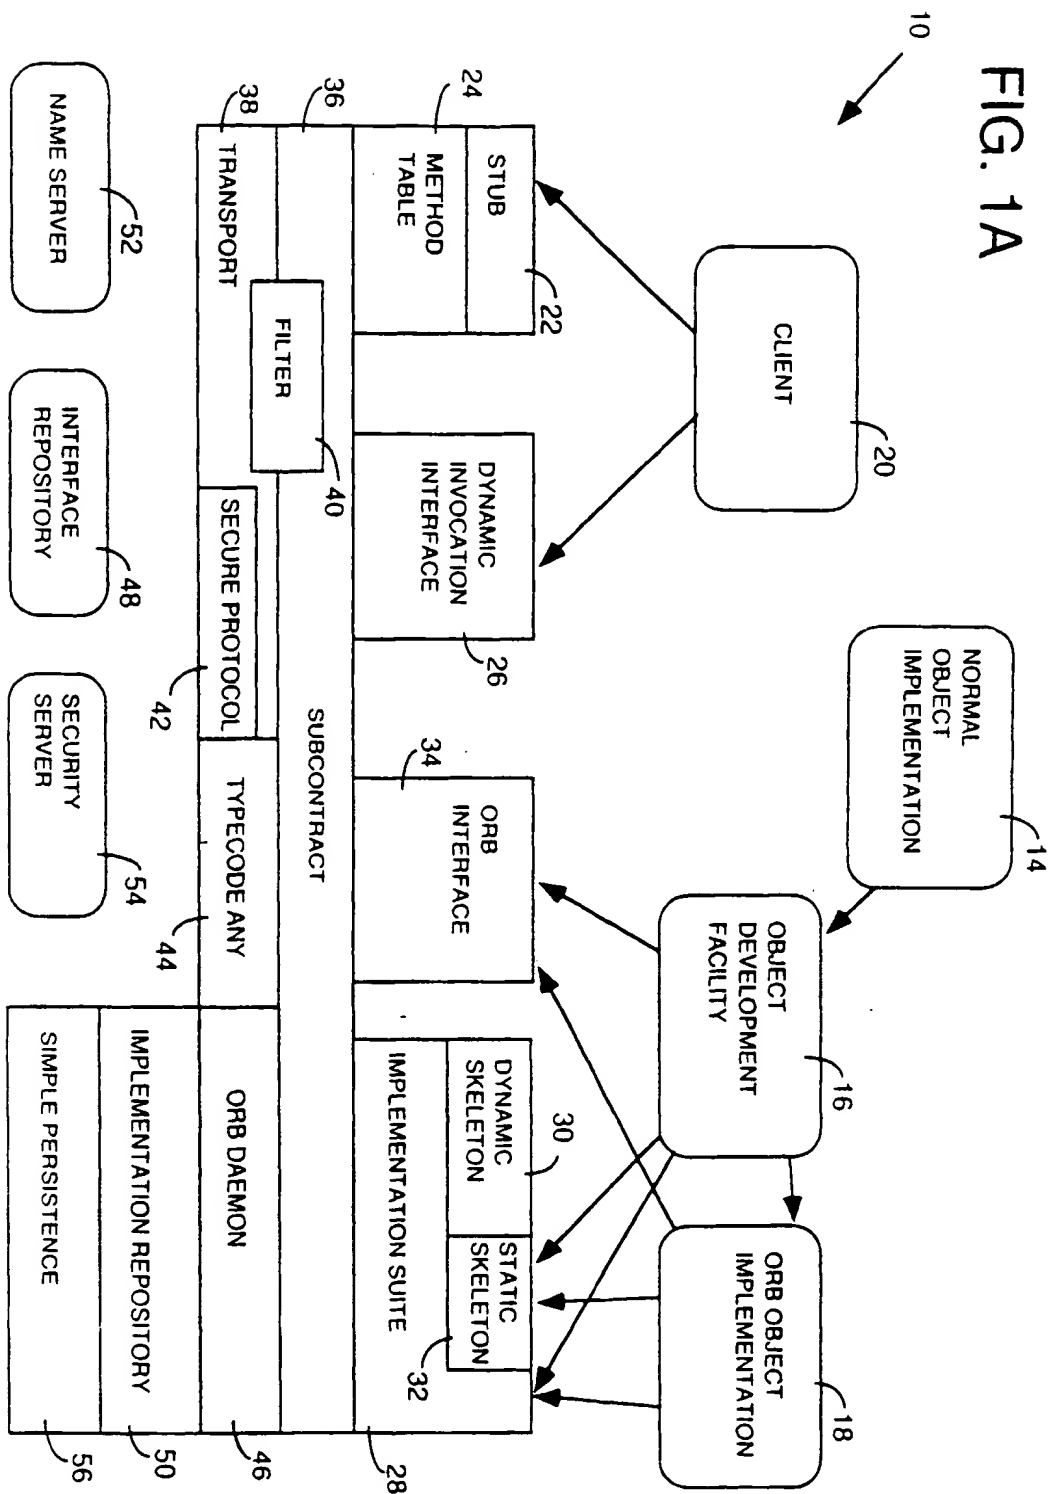 FIG. 1A
10
CLIENT
20
NORMAL
OBJECT
IMPLEMENTATION
14
OBJECT
DEVELOPMENT
FACILITY
16
ORB OBJECT
IMPLEMENTATION
18
STUB
22
METHOD
TABLE
24
DYNAMIC
INVOCATION
INTERFACE
26
ORB
INTERFACE
34
DYNAMIC
SKELETON
30
STATIC
SKELETON
32
IMPLEMENTATION SUITE
28
36
SUBCONTRACT
FILTER
40
38
TRANSPORT
SECURE PROTOCOL
42
TYPECODE ANY
44
ORB DAEMON
46
IMPLEMENTATION REPOSITORY
50
SIMPLE PERSISTENCE
56
NAME SERVER
52
INTERFACE
REPOSITORY
48
SECURITY
SERVER
54